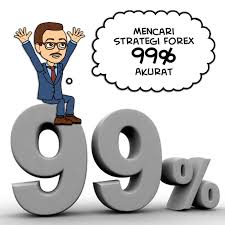 MENCARI
STRATEGI FOREX
99%
AKURAT
99%